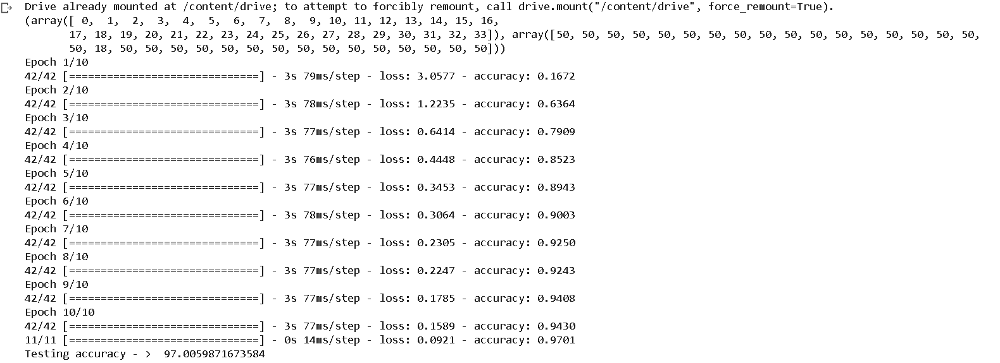 Drive already mounted at /content/drive; to attempt to forcibly remount, call drive.mount("/content/drive", force_remount=True).
(array([ 0,  1,  2,  3,  4,  5,  6,  7,  8,  9, 10, 11, 12, 13, 14, 15, 16,
       17, 18, 19, 20, 21, 22, 23, 24, 25, 26, 27, 28, 29, 30, 31, 32, 33]), array([50, 50, 50, 50, 50, 50, 50, 50, 50, 50, 50, 50, 50, 50, 50, 50, 50,
       50, 18, 50, 50, 50, 50, 50, 50, 50, 50, 50, 50, 50, 50, 50, 50, 50]))
Epoch 1/10
42/42 [==============================] - 3s 79ms/step - loss: 3.0577 - accuracy: 0.1672
Epoch 2/10
42/42 [==============================] - 3s 78ms/step - loss: 1.2235 - accuracy: 0.6364
Epoch 3/10
42/42 [==============================] - 3s 77ms/step - loss: 0.6414 - accuracy: 0.7909
Epoch 4/10
42/42 [==============================] - 3s 76ms/step - loss: 0.4448 - accuracy: 0.8523
Epoch 5/10
42/42 [==============================] - 3s 77ms/step - loss: 0.3453 - accuracy: 0.8943
Epoch 6/10
42/42 [==============================] - 3s 78ms/step - loss: 0.3064 - accuracy: 0.9003
Epoch 7/10
42/42 [==============================] - 3s 77ms/step - loss: 0.2305 - accuracy: 0.9250
Epoch 8/10
42/42 [==============================] - 3s 77ms/step - loss: 0.2247 - accuracy: 0.9243
Epoch 9/10
42/42 [==============================] - 3s 77ms/step - loss: 0.1785 - accuracy: 0.9408
Epoch 10/10
42/42 [==============================] - 3s 77ms/step - loss: 0.1589 - accuracy: 0.9430
11/11 [==============================] - 0s 14ms/step - loss: 0.0921 - accuracy: 0.9701
Testing accuracy - >  97.0059871673584